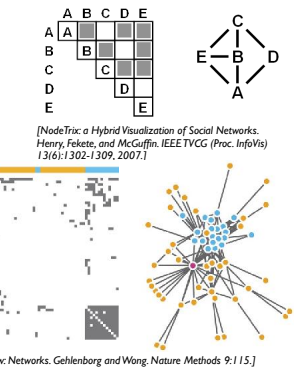 A B C D E
A A
B B
C C
D D
E E
C
E B D
A
[NodeTrix: a Hybrid Visualization of Social Networks.
Henry, Fekete, and McGuffin. IEEE TVCG (Proc. InfoVis)
13(6):1302-1309, 2007.]
w: Networks. Gehlenborg and Wong. Nature Methods 9:115.]